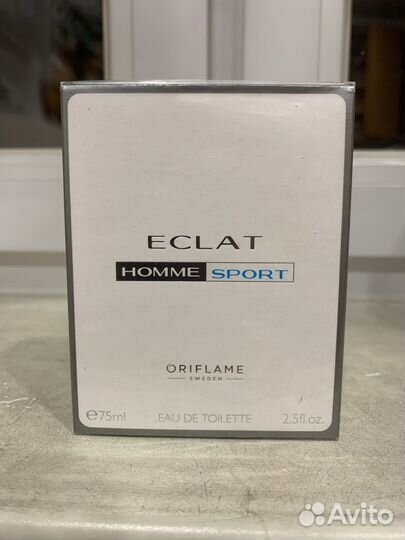 ECLAT
HOMME SPORT
ORIFLAME
SWEDEN
℮75ml EAU DE TOILETTE 2.5fl.oz.
Avito